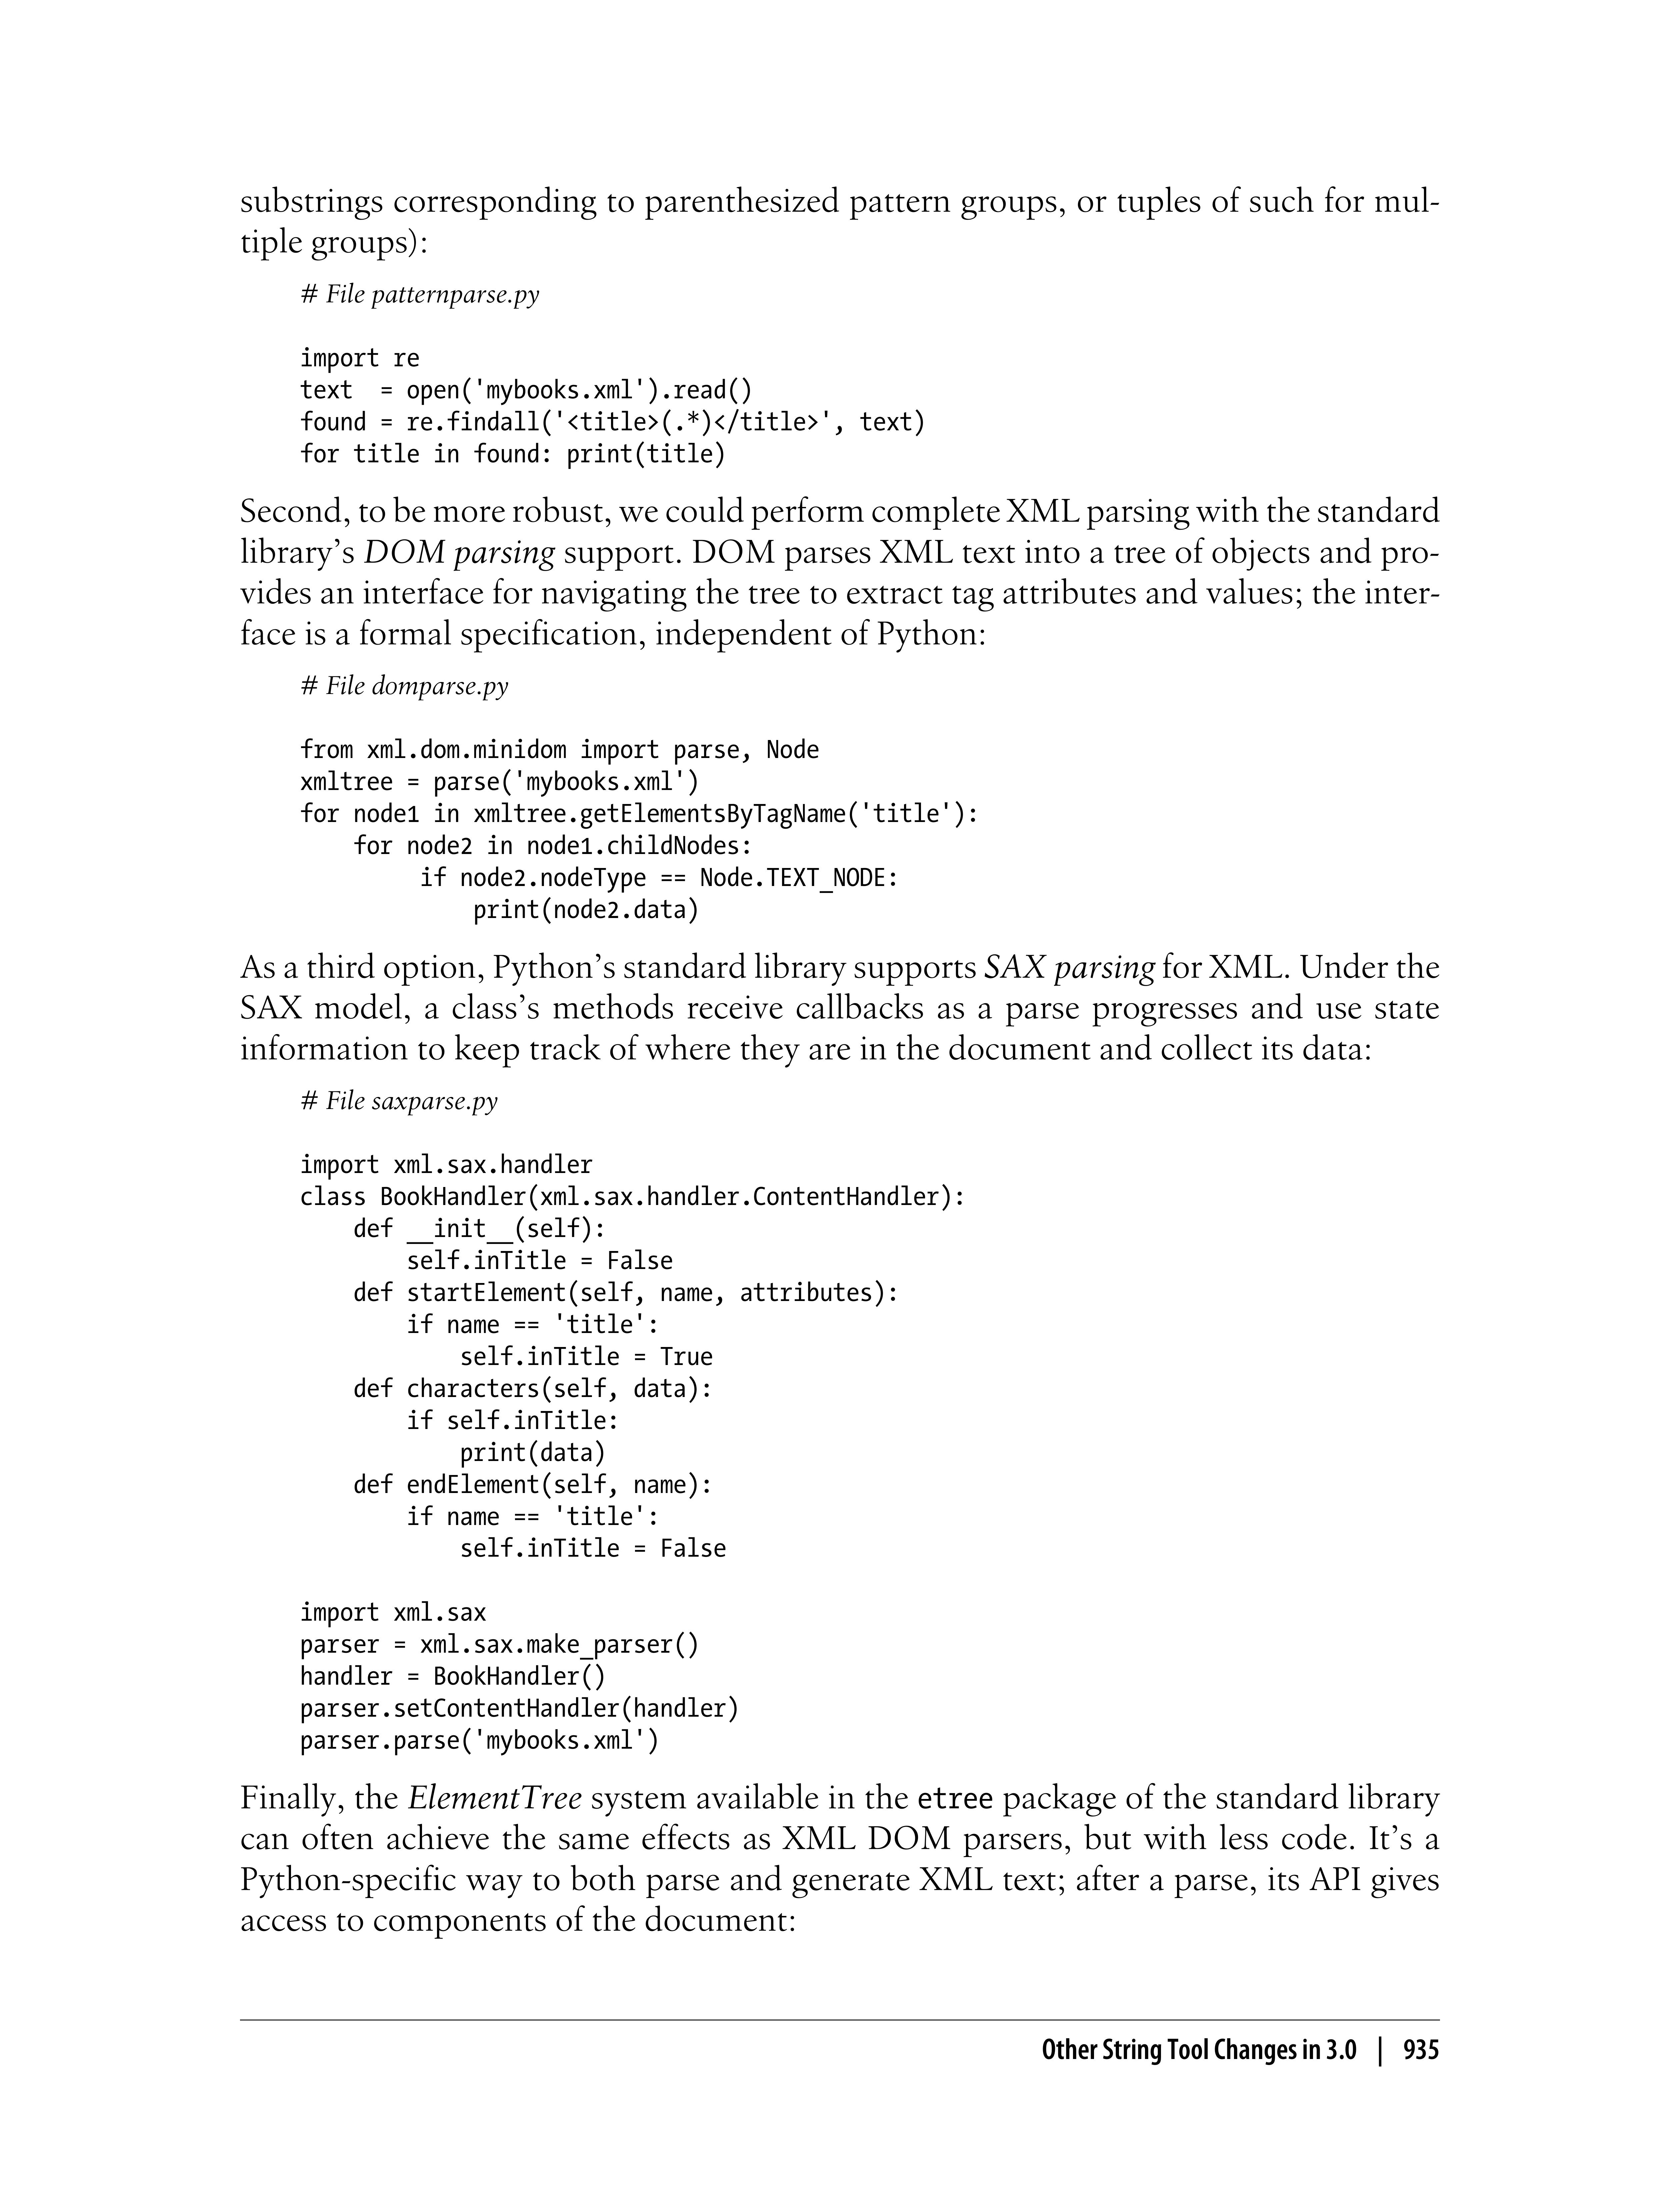 substrings corresponding to parenthesized pattern groups, or tuples of such for mul-
tiple groups):
# File patternparse.py
import re
text  = open('mybooks.xml').read()
found = re.findall('<title>(.*)</title>', text)
for title in found: print(title)
Second, to be more robust, we could perform complete XML parsing with the standard
library’s DOM parsing support. DOM parses XML text into a tree of objects and pro-
vides an interface for navigating the tree to extract tag attributes and values; the inter-
face is a formal specification, independent of Python:
# File domparse.py
from xml.dom.minidom import parse, Node
xmltree = parse('mybooks.xml')
for node1 in xmltree.getElementsByTagName('title'):
    for node2 in node1.childNodes:
         if node2.nodeType == Node.TEXT_NODE:
             print(node2.data)
As a third option, Python’s standard library supports SAX parsing for XML. Under the
SAX model, a class’s methods receive callbacks as a parse progresses and use state
information to keep track of where they are in the document and collect its data:
# File saxparse.py
import xml.sax.handler
class BookHandler(xml.sax.handler.ContentHandler):
    def __init__(self):
        self.inTitle = False
    def startElement(self, name, attributes):
        if name == 'title':
            self.inTitle = True
    def characters(self, data):
        if self.inTitle:
            print(data)
    def endElement(self, name):
        if name == 'title':
            self.inTitle = False
import xml.sax
parser = xml.sax.make_parser()
handler = BookHandler()
parser.setContentHandler(handler)
parser.parse('mybooks.xml')
Finally, the ElementTree system available in the etree package of the standard library
can often achieve the same effects as XML DOM parsers, but with less code. It’s a
Python-specific way to both parse and generate XML text; after a parse, its API gives
access to components of the document:
Other String Tool Changes in 3.0 | 935